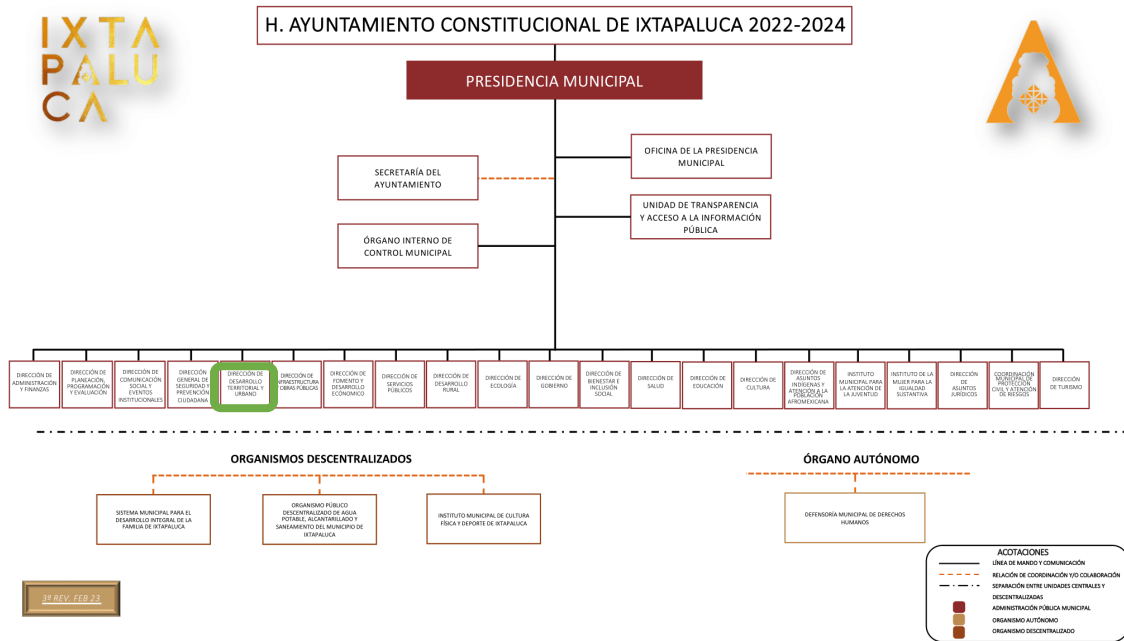 IXTA
PALU
CA
H. AYUNTAMIENTO CONSTITUCIONAL DE IXTAPALUCA 2022-2024
PRESIDENCIA MUNICIPAL
OFICINA DE LA PRESIDENCIA
MUNICIPAL
SECRETARÍA DEL
AYUNTAMIENTO
UNIDAD DE TRANSPARENCIA
Y ACCESO A LA INFORMACIÓN
PÚBLICA
ÓRGANO INTERNO DE
CONTROL MUNICIPAL
DIRECCIÓN DE
ADMINISTRACIÓN
Y FINANZAS
DIRECCIÓN DE
PLANEACIÓN,
PROGRAMACIÓN
Y EVALUACIÓN
DIRECCIÓN DE
COMUNICACIÓN
SOCIAL Y
EVENTOS
INSTITUCIONALES
DIRECCIÓN
GENERAL DE
SEGURIDAD Y
PREVENCIÓN
CIUDADANA
DIRECCIÓN DE
DESARROLLO
TERRITORIAL Y
URBANO
DIRECCIÓN DE
INFRAESTRUCTURA
Y OBRAS PÚBLICAS
DIRECCIÓN DE
FOMENTO Y
DESARROLLO
ECONÓMICO
DIRECCIÓN DE
SERVICIOS
PÚBLICOS
DIRECCIÓN DE
DESARROLLO
RURAL
DIRECCIÓN DE
ECOLOGÍA
DIRECCIÓN DE
GOBIERNO
DIRECCIÓN DE
BIENESTAR E
INCLUSIÓN
SOCIAL
DIRECCIÓN DE
SALUD
DIRECCIÓN DE
EDUCACIÓN
DIRECCIÓN DE
CULTURA
DIRECCIÓN DE
ASUNTOS
INDÍGENAS Y
ATENCIÓN A LA
POBLACIÓN
AFROMEXICANA
INSTITUTO
MUNICIPAL PARA
LA ATENCIÓN DE
LA JUVENTUD
INSTITUTO DE LA
MUJER PARA LA
IGUALDAD
SUSTANTIVA
DIRECCIÓN
DE
ASUNTOS
JURÍDICOS
COORDINACIÓN
MUNICIPAL DE
PROTECCIÓN
CIVIL Y ATENCIÓN
DE RIESGOS
DIRECCIÓN
DE TURISMO
ORGANISMOS DESCENTRALIZADOS
ÓRGANO AUTÓNOMO
SISTEMA MUNICIPAL PARA EL
DESARROLLO INTEGRAL DE LA
FAMILIA DE IXTAPALUCA
ORGANISMO PÚBLICO
DESCENTRALIZADO DE AGUA
POTABLE, ALCANTARILLADO Y
SANEAMIENTO DEL MUNICIPIO DE
IXTAPALUCA
INSTITUTO MUNICIPAL DE CULTURA
FÍSICA Y DEPORTE DE IXTAPALUCA
DEFENSORÍA MUNICIPAL DE DERECHOS
HUMANOS
3ª REV. FEB 23
ACOTACIONES
LÍNEA DE MANDO Y COMUNICACIÓN
RELACIÓN DE COORDINACIÓN Y/O COLABORACIÓN
SEPARACIÓN ENTRE UNIDADES CENTRALES Y
DESCENTRALIZADAS
ADMINISTRACIÓN PÚBLICA MUNICIPAL
ORGANISMO AUTÓNOMO
ORGANISMO DESCENTRALIZADO